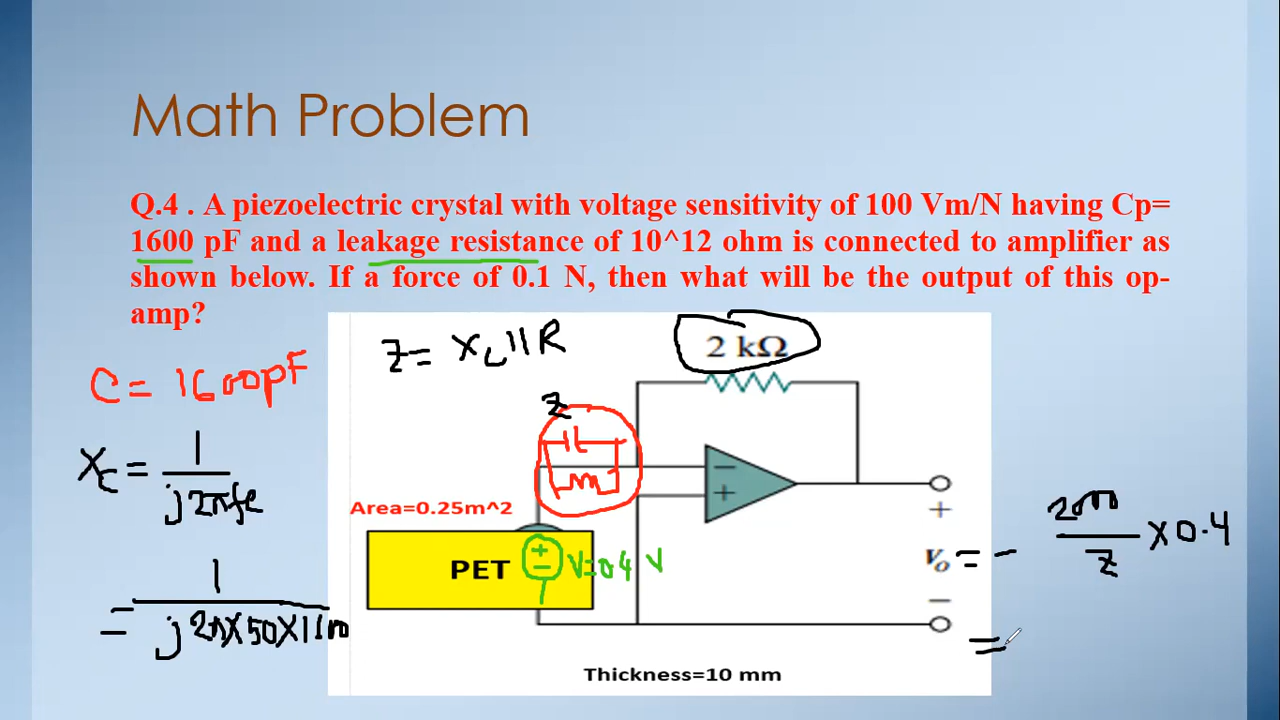 Math Problem
Q.4 . A piezoelectric crystal with voltage sensitivity of 100 Vm/N having Cp=
1600 pF and a leakage resistance of 10^12 ohm is connected to amplifier as
shown below. If a force of 0.1 N, then what will be the output of this op-
amp?
Z= XL||R
2 kΩ
C= 1600pF
Z
Xc = 1/j2πfc
Area=0.25m^2
PET
+
−
V=0.4 V
−
+
+
Vo = - 2000/Z ×0.4
−
= 1/j2π×50×1600
=
Thickness=10 mm